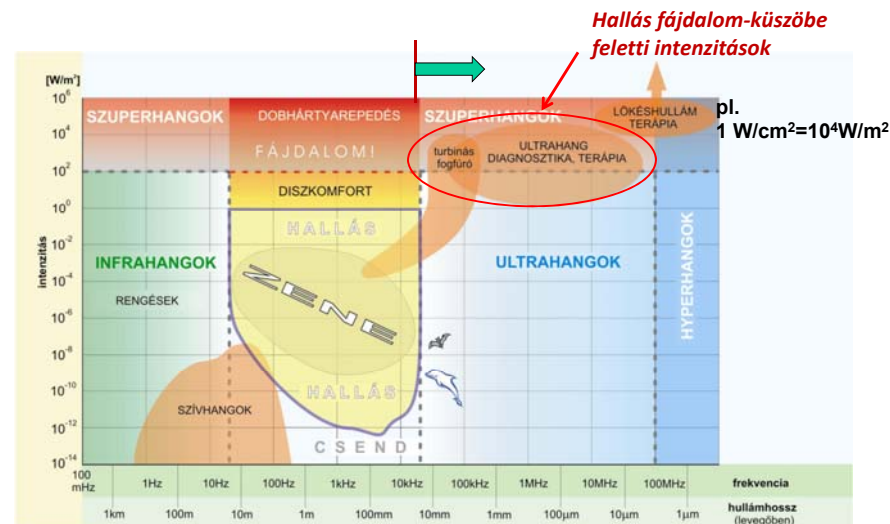 Hallás fájdalom-küszöbe
feletti intenzitások
[W/m²]
10⁶
10⁴
10²
10⁰
10⁻²
10⁻⁴
10⁻⁶
10⁻⁸
10⁻¹⁰
10⁻¹²
10⁻¹⁴
intenzitás
SZUPERHANGOK
DOBHÁRTYAREPEDÉS
FÁJDALOM!
SZUPERHANGOK
LÖKÉSHULLÁM
TERÁPIA
pl.
1 W/cm²=10⁴W/m²
turbinás
fogfúró
ULTRAHANG
DIAGNOSZTIKA, TERÁPIA
DISZKOMFORT
HALLÁS
INFRAHANGOK
RENGÉSEK
ZENE
ULTRAHANGOK
HYPERHANGOK
HALLÁS
SZÍVHANGOK
CSEND
100
mHz
1Hz
10Hz
100Hz
1kHz
10kHz
100kHz
1MHz
10MHz
100MHz
frekvencia
1km
100m
10m
1m
100mm
10mm
1mm
100µm
10µm
1µm
hullámhossz
(levegőben)